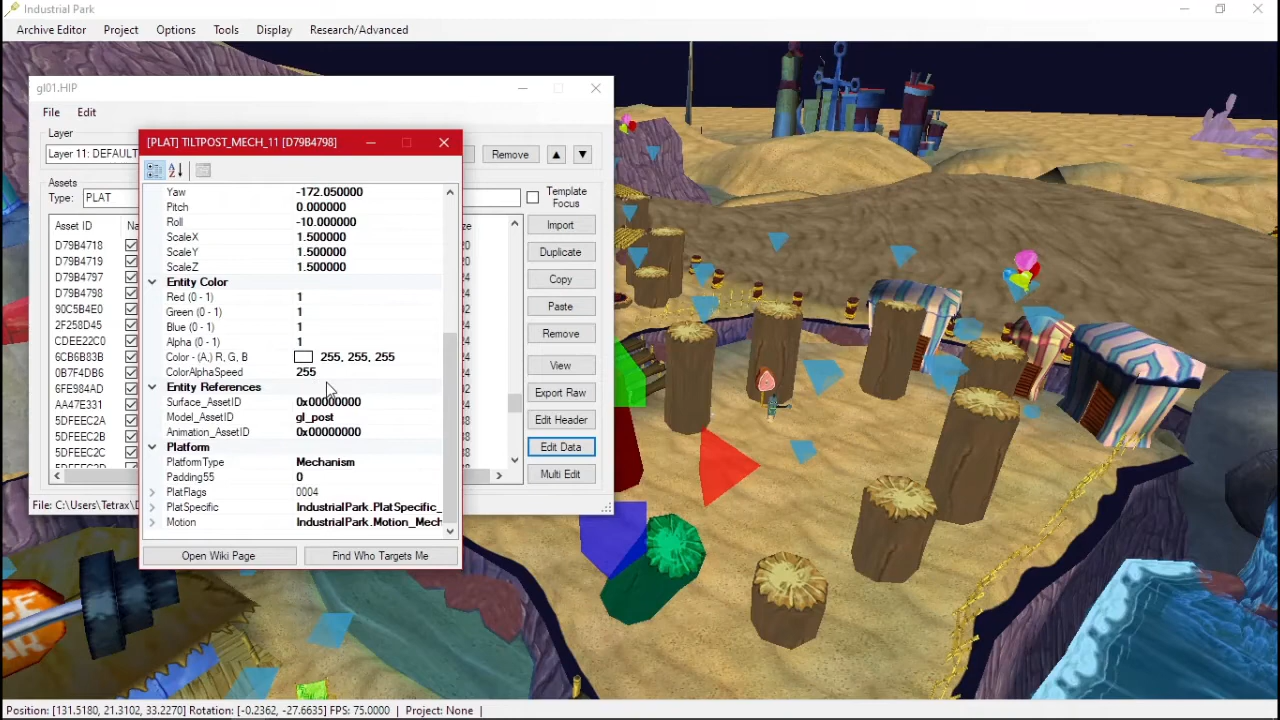 Industrial Park
Archive Editor Project Options Tools Display Research/Advanced
gl01.HIP
File Edit
Layer
Layer 11: DEFAULT
Remove
Assets
Type: PLAT
Template Focus
Asset ID
D79B4718
D79B4719
D79B4797
D79B4798
90C5B4E0
2F258D45
CDEE22C0
6CB6B83B
0B7F4DB6
6FE984AD
AA47E331
5DFEEC2A
5DFEEC2B
5DFEEC2C
File: C:\Users\Tetrax\D
Import
Duplicate
Copy
Paste
Remove
View
Export Raw
Edit Header
Edit Data
Multi Edit
[PLAT] TILTPOST_MECH_11 [D79B4798]
Yaw -172.050000
Pitch 0.000000
Roll -10.000000
ScaleX 1.500000
ScaleY 1.500000
ScaleZ 1.500000
Entity Color
Red (0 - 1) 1
Green (0 - 1) 1
Blue (0 - 1) 1
Alpha (0 - 1) 1
Color - (A,) R, G, B 255, 255, 255
ColorAlphaSpeed 255
Entity References
Surface_AssetID 0x00000000
Model_AssetID gl_post
Animation_AssetID 0x00000000
Platform
PlatformType Mechanism
Padding55 0
PlatFlags 0004
PlatSpecific IndustrialPark.PlatSpecific_
Motion IndustrialPark.Motion_Mech
Open Wiki Page Find Who Targets Me
Position: [131.5180, 21.3102, 33.2270] Rotation: [-0.2362, -27.6635] FPS: 75.0000 | Project: None |